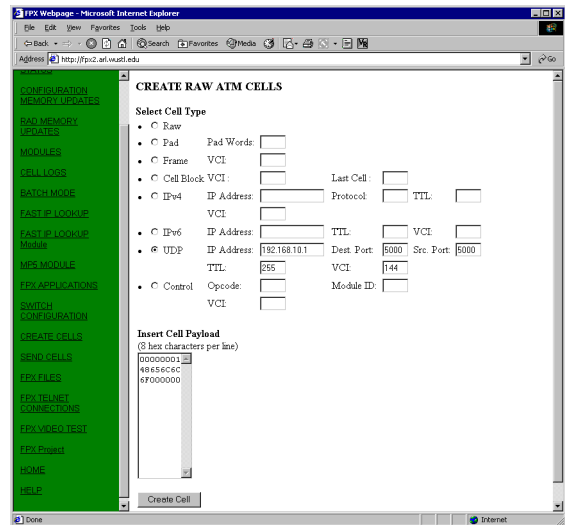 FPX Webpage - Microsoft Internet Explorer
File Edit View Favorites Tools Help
Back Search Favorites Media
Address http://fpx2.arl.wustl.edu Go
STATUS
CONFIGURATION
MEMORY UPDATES
RAD MEMORY
UPDATES
MODULES
CELL LOGS
BATCH MODE
FAST IP LOOKUP
FAST IP LOOKUP
Module
MP5 MODULE
FPX APPLICATIONS
SWITCH
CONFIGURATION
CREATE CELLS
SEND CELLS
FPX FILES
FPX TELNET
CONNECTIONS
FPX VIDEO TEST
FPX Project
HOME
HELP
CREATE RAW ATM CELLS
Select Cell Type
Raw
Pad Pad Words:
Frame VCI:
Cell Block VCI : Last Cell :
IPv4 IP Address: Protocol: TTL:
VCI:
IPv6 IP Address: TTL: VCI:
UDP IP Address: 192.168.10.1 Dest. Port: 5000 Src. Port: 5000
TTL: 255 VCI: 144
Control Opcode: Module ID:
VCI:
Insert Cell Payload
(8 hex characters per line)
00000001
48656C6C
6F000000
Create Cell
Done Internet